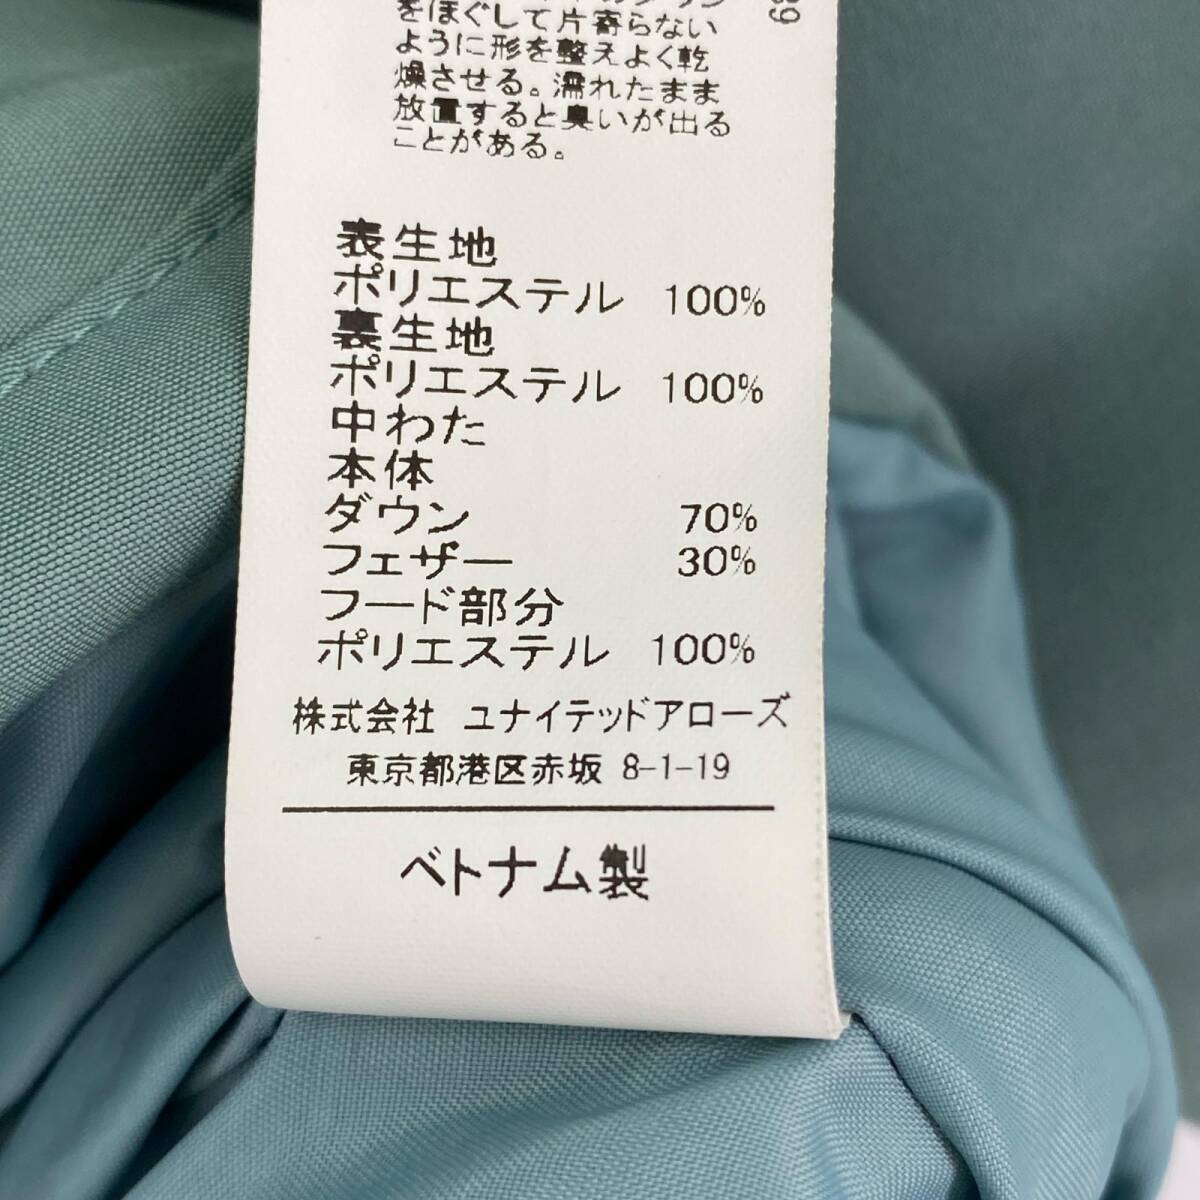 をほぐして片寄らない
ように形を整えよく乾
燥させる。濡れたまま
放置すると臭いが出る
ことがある。
表生地
ポリエステル 100%
裏生地
ポリエステル 100%
中わた
本体
ダウン 70%
フェザー 30%
フード部分
ポリエステル 100%
株式会社 ユナイテッドアローズ
東京都港区赤坂 8-1-19
ベトナム製